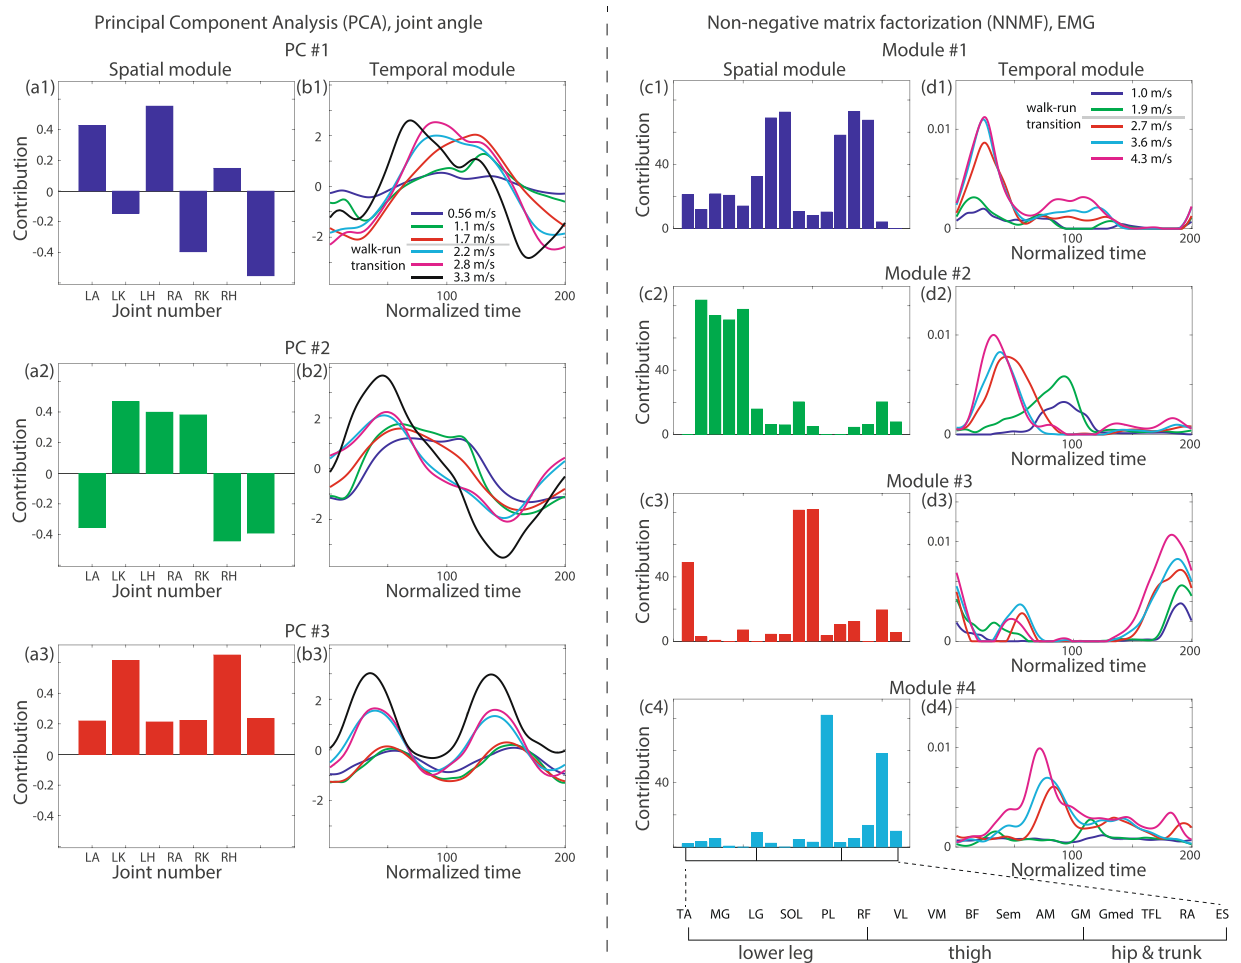 Principal Component Analysis (PCA), joint angle
PC #1
Spatial module
Temporal module
(a1)
Contribution
0.4
0.2
0
-0.2
-0.4
LA LK LH RA RK RH
Joint number
(b1)
2
0
-2
0.56 m/s
1.1 m/s
1.7 m/s
walk-run
transition
2.2 m/s
2.8 m/s
3.3 m/s
100
200
Normalized time
PC #2
(a2)
Contribution
0.4
0.2
0
-0.2
-0.4
LA LK LH RA RK RH
Joint number
(b2)
2
0
-2
100
200
Normalized time
PC #3
(a3)
Contribution
0.4
0.2
0
-0.2
-0.4
LA LK LH RA RK RH
Joint number
(b3)
2
0
-2
100
200
Normalized time
Non-negative matrix factorization (NNMF), EMG
Module #1
Spatial module
Temporal module
(c1)
Contribution
40
(d1)
0.01
0
1.0 m/s
1.9 m/s
walk-run
transition
2.7 m/s
3.6 m/s
4.3 m/s
100
200
Normalized time
Module #2
(c2)
Contribution
40
(d2)
0.01
0
100
200
Normalized time
Module #3
(c3)
Contribution
40
(d3)
0.01
0
100
200
Normalized time
Module #4
(c4)
Contribution
40
(d4)
0.01
0
100
200
Normalized time
TA MG LG SOL PL RF VL VM BF Sem AM GM Gmed TFL RA ES
lower leg thigh hip & trunk